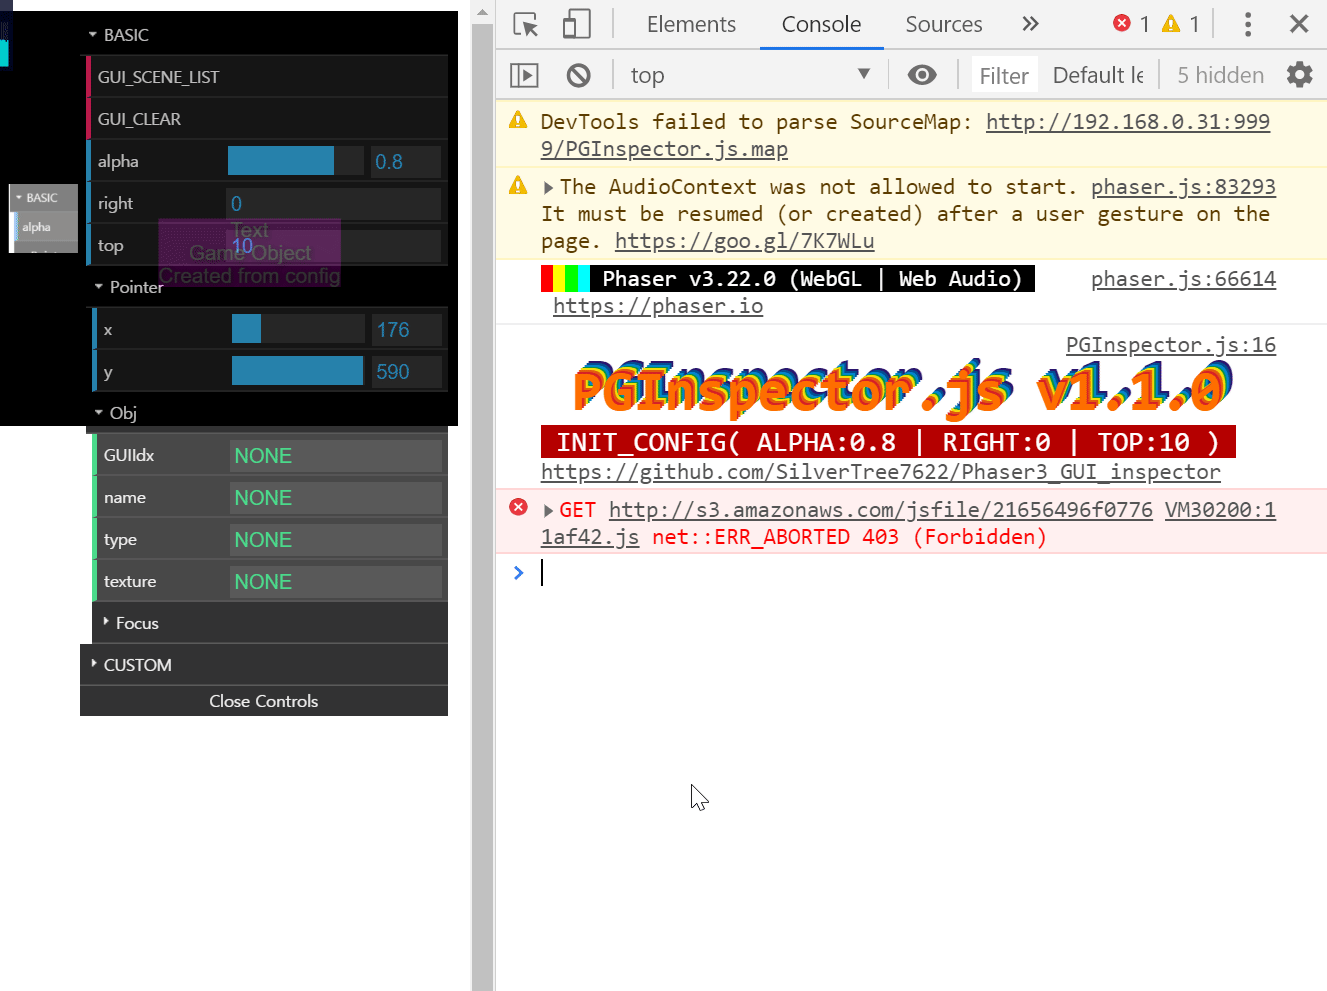 BASIC
GUI_SCENE_LIST
GUI_CLEAR
alpha 0.8
right 0
top 10
Text
Game Object
Created from config
Pointer
x 176
y 590
Obj
GUIIdx NONE
name NONE
type NONE
texture NONE
Focus
CUSTOM
Close Controls
BASIC
alpha
Elements Console Sources » 1 1
top Filter Default le 5 hidden
DevTools failed to parse SourceMap: http://192.168.0.31:999
9/PGInspector.js.map
The AudioContext was not allowed to start. phaser.js:83293
It must be resumed (or created) after a user gesture on the
page. https://goo.gl/7K7WLu
Phaser v3.22.0 (WebGL | Web Audio) phaser.js:66614
https://phaser.io
PGInspector.js:16
PGInspector.js v1.1.0
INIT_CONFIG( ALPHA:0.8 | RIGHT:0 | TOP:10 )
https://github.com/SilverTree7622/Phaser3_GUI_inspector
GET http://s3.amazonaws.com/jsfile/21656496f0776 VM30200:1
1af42.js net::ERR_ABORTED 403 (Forbidden)